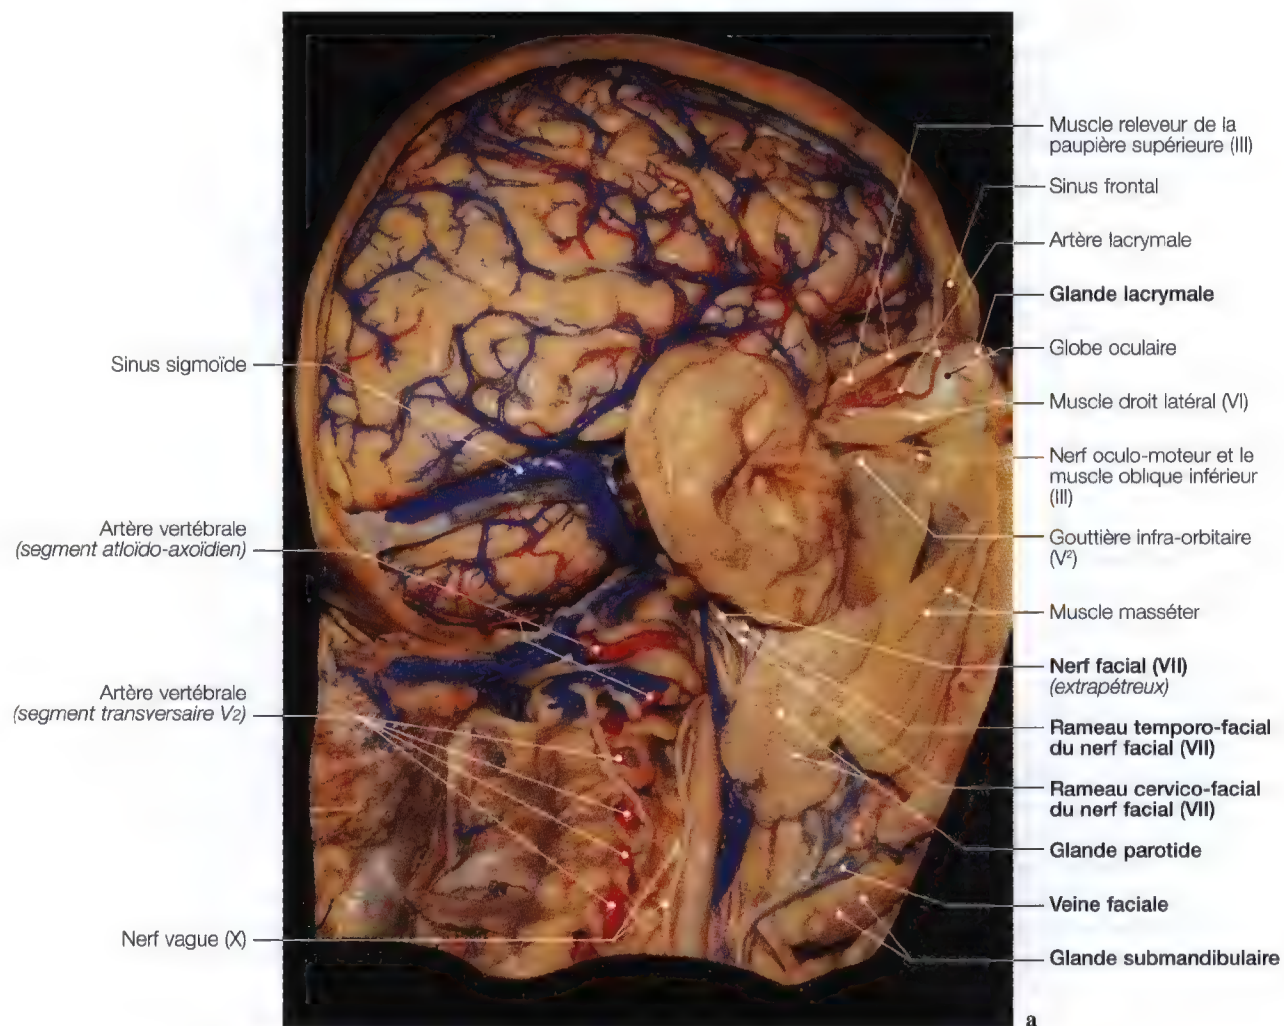 Muscle releveur de la
paupière supérieure (III)
Sinus frontal
Artère lacrymale
Glande lacrymale
Globe oculaire
Muscle droit latéral (VI)
Nerf oculo-moteur et le
muscle oblique inférieur
(III)
Gouttière infra-orbitaire
(V²)
Muscle masséter
Nerf facial (VII)
(extrapétreux)
Rameau temporo-facial
du nerf facial (VII)
Rameau cervico-facial
du nerf facial (VII)
Glande parotide
Veine faciale
Glande submandibulaire
Sinus sigmoïde
Artère vertébrale
(segment atloïdo-axoïdien)
Artère vertébrale
(segment transversaire V2)
Nerf vague (X)
a